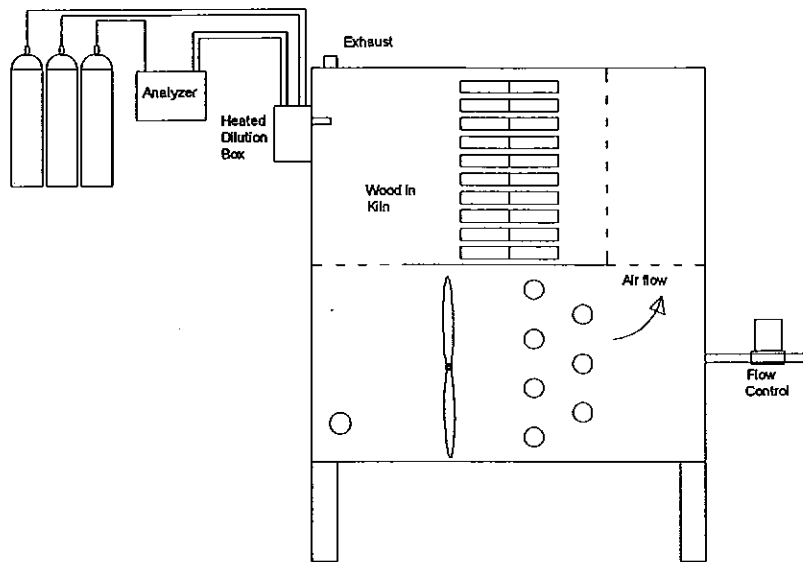 Exhaust
Analyzer
Heated
Dilution
Box
Wood in
Kiln
Air flow
Flow
Control